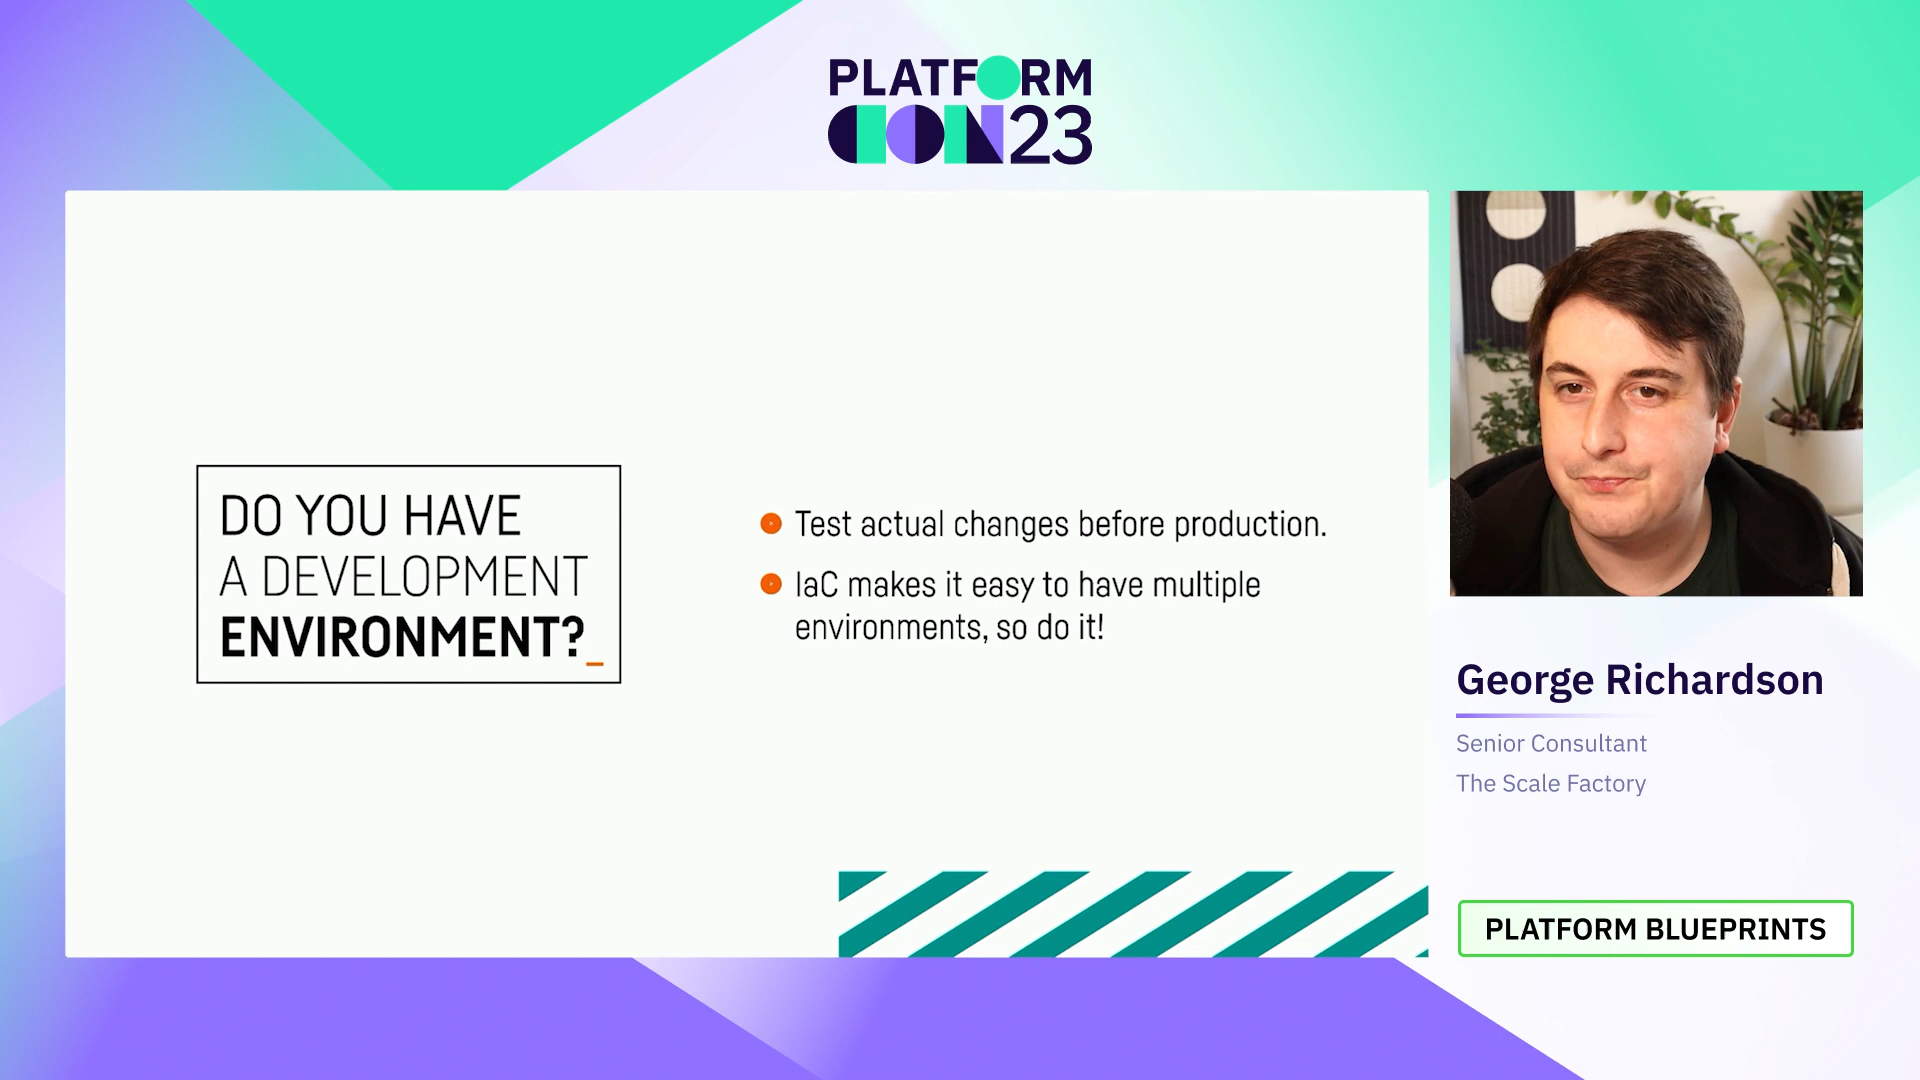 PLATFORM
CON23
DO YOU HAVE
A DEVELOPMENT
ENVIRONMENT?_
Test actual changes before production.
IaC makes it easy to have multiple
environments, so do it!
George Richardson
Senior Consultant
The Scale Factory
PLATFORM BLUEPRINTS